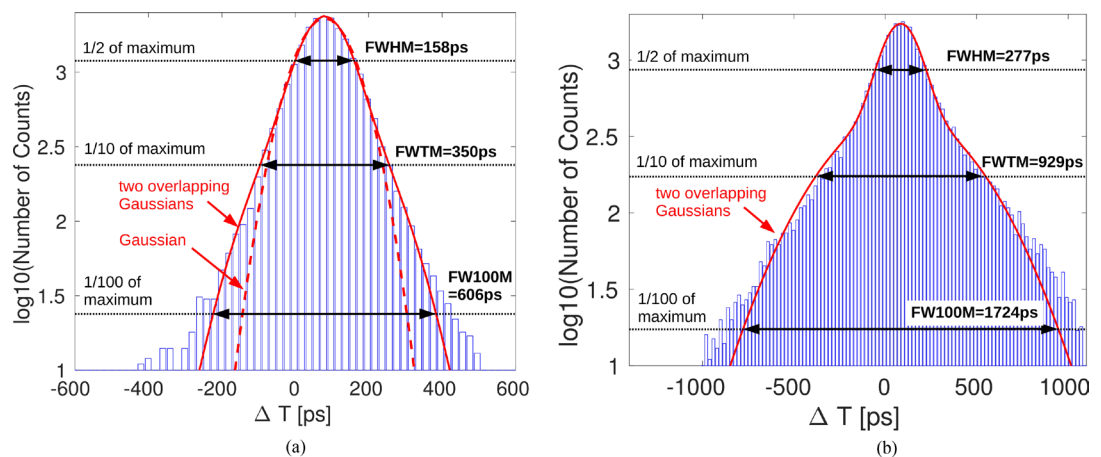 1/2 of maximum
FWHM=158ps
1/10 of maximum
FWTM=350ps
two overlapping
Gaussians
Gaussian
1/100 of
maximum
FW100M
=606ps
log10(Number of Counts)
3
2.5
2
1.5
1
-600 -400 -200 0 200 400 600
Δ T [ps]
(a)
1/2 of maximum
FWHM=277ps
1/10 of maximum
FWTM=929ps
two overlapping
Gaussians
1/100 of
maximum
FW100M=1724ps
log10(Number of Counts)
3
2.5
2
1.5
1
-1000 -500 0 500 1000
Δ T [ps]
(b)